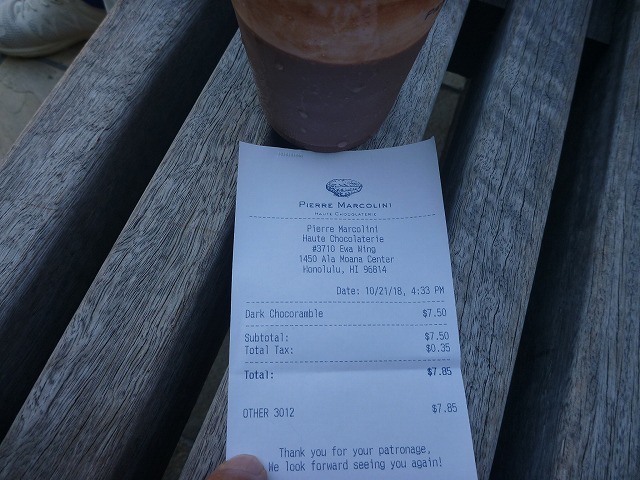 PIERRE MARCOLINI
HAUTE CHOCOLATERIE
Pierre Marcolini
Haute Chocolaterie
#3710 Ewa Wing
1450 Ala Moana Center
Honolulu, HI 96814
Date: 10/21/18, 4:33 PM
Dark Chocoramble $7.50
Subtotal: $7.50
Total Tax: $0.35
Total: $7.85
OTHER 3012 $7.85
Thank you for your patronage,
We look forward seeing you again!